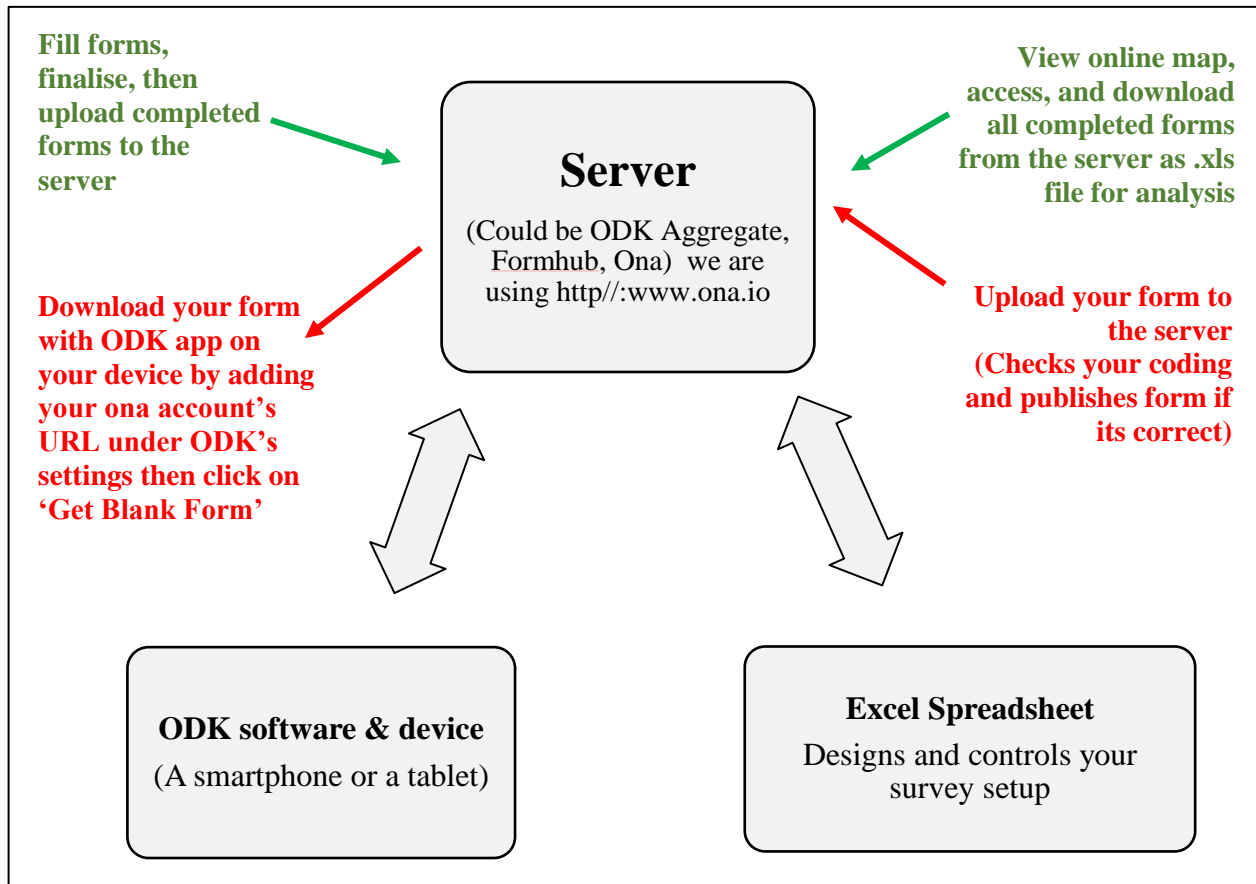 Fill forms,
finalise, then
upload completed
forms to the
server
View online map,
access, and download
all completed forms
from the server as .xls
file for analysis
Server
(Could be ODK Aggregate,
Formhub, Ona)  we are
using http//:www.ona.io
Download your form
with ODK app on
your device by adding
your ona account’s
URL under ODK’s
settings then click on
‘Get Blank Form’
Upload your form to
the server
(Checks your coding
and publishes form if
its correct)
ODK software & device
(A smartphone or a tablet)
Excel Spreadsheet
Designs and controls your
survey setup